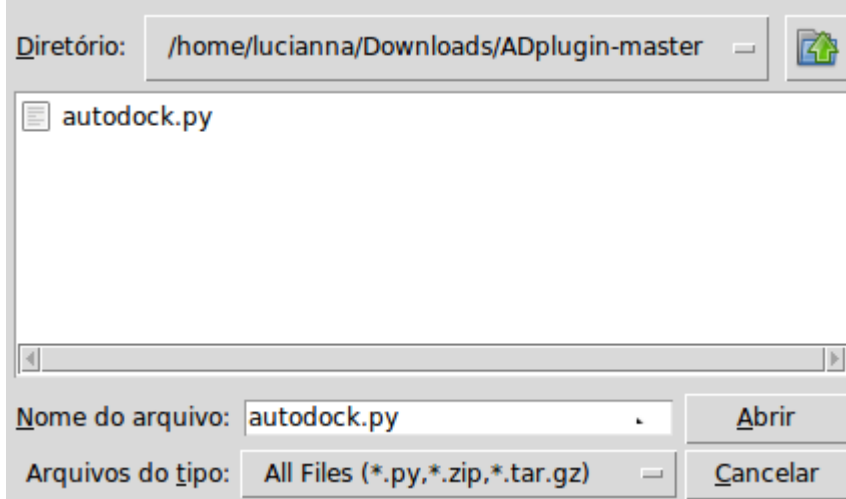 Diretório: /home/lucianna/Downloads/ADplugin-master
autodock.py
Nome do arquivo: autodock.py Abrir
Arquivos do tipo: All Files (*.py,*.zip,*.tar.gz) Cancelar